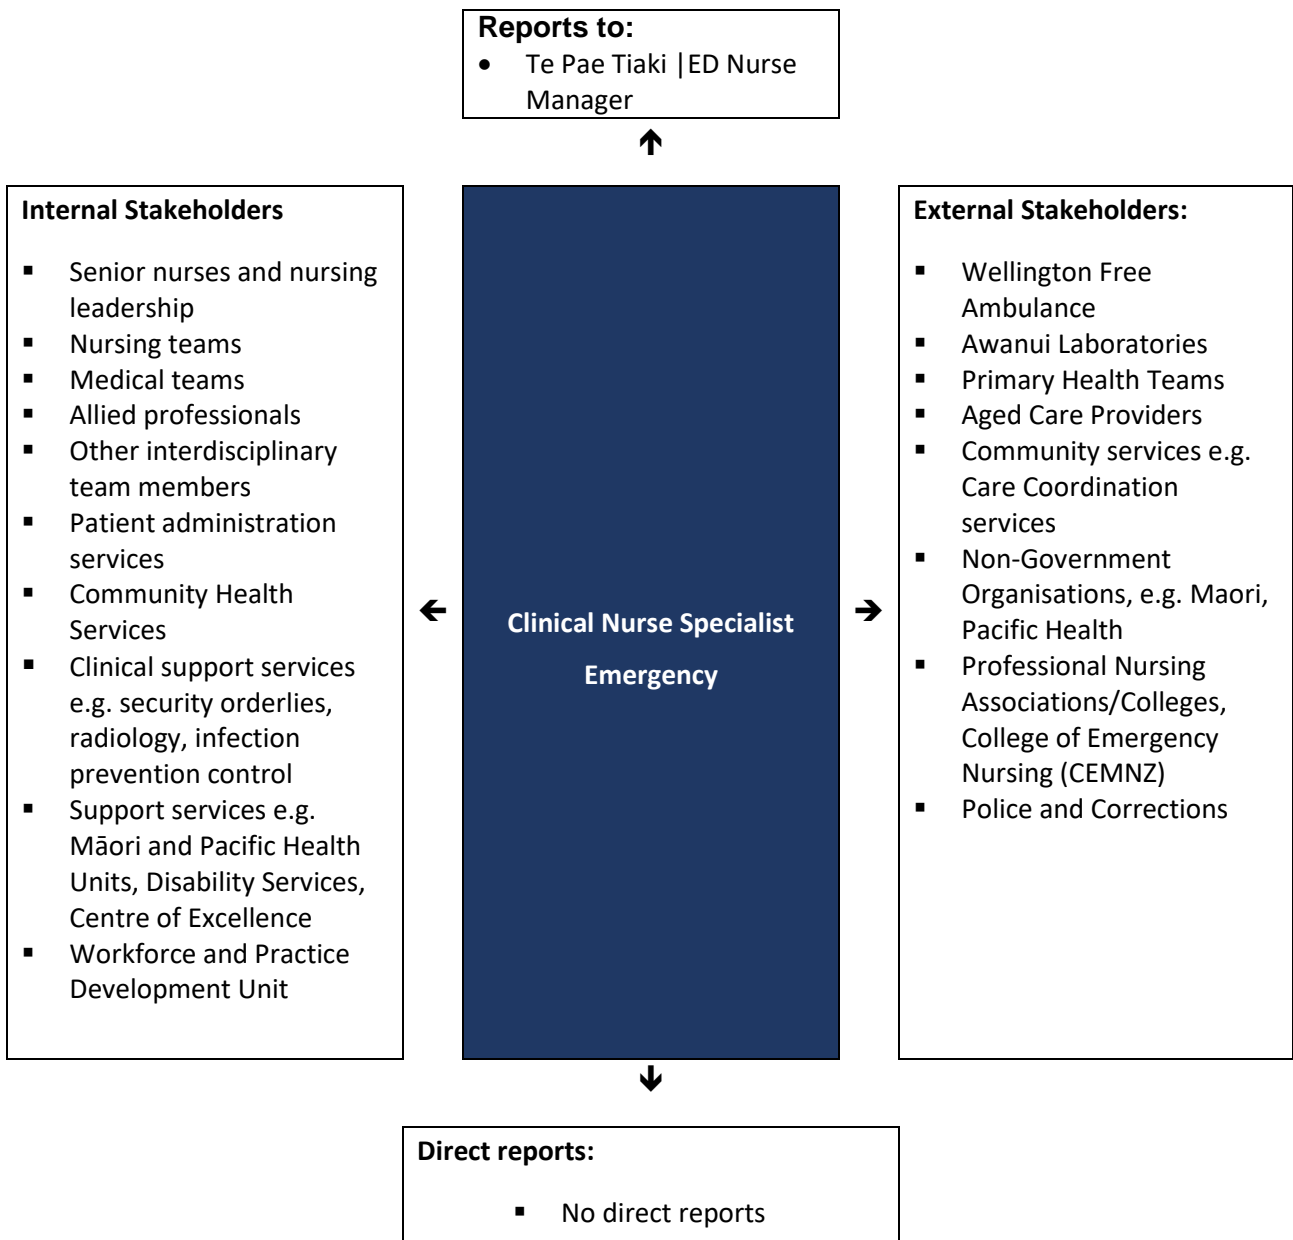 Reports to:
• Te Pae Tiaki |ED Nurse
Manager
🡹
Internal Stakeholders
▪ Senior nurses and nursing
leadership
▪ Nursing teams
▪ Medical teams
▪ Allied professionals
▪ Other interdisciplinary
team members
▪ Patient administration
services
▪ Community Health
Services
▪ Clinical support services
e.g. security orderlies,
radiology, infection
prevention control
▪ Support services e.g.
Māori and Pacific Health
Units, Disability Services,
Centre of Excellence
▪ Workforce and Practice
Development Unit
🡸
Clinical Nurse Specialist
Emergency
🡺
External Stakeholders:
▪ Wellington Free
Ambulance
▪ Awanui Laboratories
▪ Primary Health Teams
▪ Aged Care Providers
▪ Community services e.g.
Care Coordination
services
▪ Non-Government
Organisations, e.g. Maori,
Pacific Health
▪ Professional Nursing
Associations/Colleges,
College of Emergency
Nursing (CEMNZ)
▪ Police and Corrections
🡻
Direct reports:
▪ No direct reports